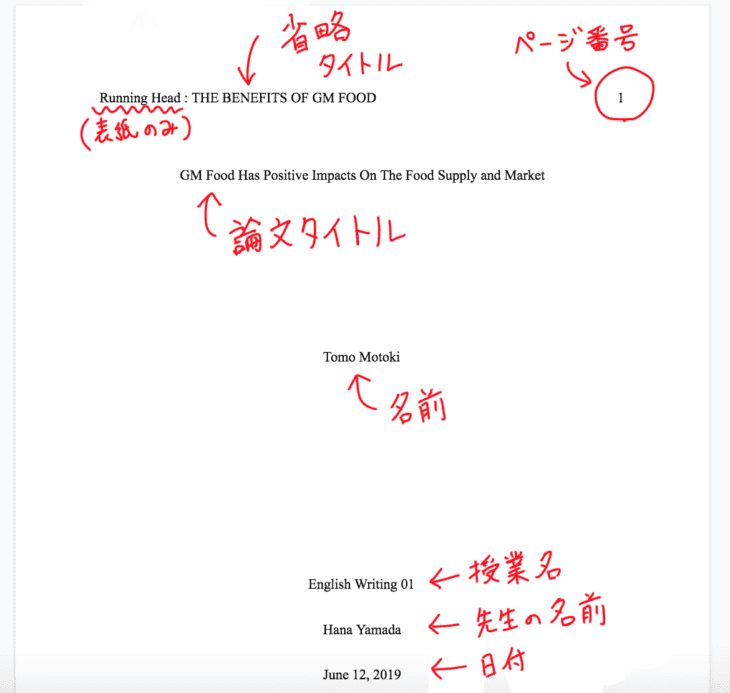 省略
タイトル
ページ番号
Running Head : THE BENEFITS OF GM FOOD
1
(表紙のみ)
GM Food Has Positive Impacts On The Food Supply and Market
論文タイトル
Tomo Motoki
名前
English Writing 01 ← 授業名
Hana Yamada ← 先生の名前
June 12, 2019 ← 日付